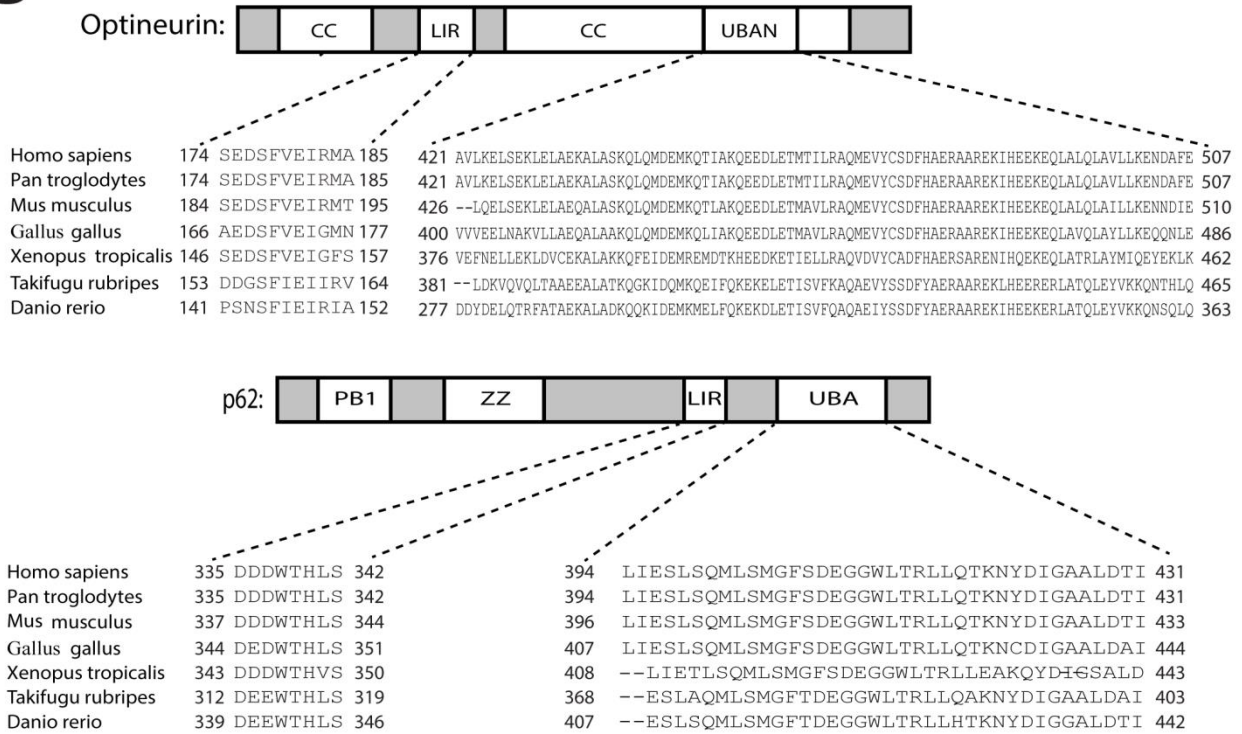 Optineurin: CC LIR CC UBAN
Homo sapiens 174 SEDSFVEIRMA 185 421 AVLKELSEKLELAEKALASKQLQMDEMKQTIAKQEEDLETMTILRAQMEVYCSDFHAERAAREKIHEEKEQLALQLAVLLKENDAFE 507
Pan troglodytes 174 SEDSFVEIRMA 185 421 AVLKELSEKLELAEKALASKQLQMDEMKQTIAKQEEDLETMTILRAQMEVYCSDFHAERAAREKIHEEKEQLALQLAVLLKENDAFE 507
Mus musculus 184 SEDSFVEIRMT 195 426 --LQELSEKLELAEQALASKQLQMDEMKQTLAKQEEDLETMAVLRAQMEVYCSDFHAERAAREKIHEEKEQLALQLAILLKENNDIE 510
Gallus gallus 166 AEDSFVEIGMN 177 400 VVVEELNAKVLLAEQALAAKQLQMDEMKQLIAKQEEDLETMAVLRAQMEVYCSDFHAERAAREKIHEEKEQLAVQLAYLLKEQQNLE 486
Xenopus tropicalis 146 SEDSFVEIGFS 157 376 VEFNELLEKLDVCEKALAKKQFEIDEMREMDTKHEEDKETIELLRAQVDVYCADFHAERSARENIHQEKEQLATRLAYMIQEYEKLK 462
Takifugu rubripes 153 DDGSFIEIIRV 164 381 --LDKVQVQLTAAEEALATKQGKIDQMKQEIFKQEKELETISVFKAQAEVYSSDFYAERAAREKLHEERERLATQLEYVKKQNTHLQ 465
Danio rerio 141 PSNSFIEIRIA 152 277 DDYDELQTRFATAEKALADKQQKIDEMKMELFQKEKDLETISVFQAQAEIYSSDFYAERAAREKIHEEKERLATQLEYVKKQNSQLQ 363
p62: PB1 ZZ LIR UBA
Homo sapiens 335 DDDWTHLS 342 394 LIESLSQMLSMGFSDEGGWLTRLLQTKNYDIGAALDTI 431
Pan troglodytes 335 DDDWTHLS 342 394 LIESLSQMLSMGFSDEGGWLTRLLQTKNYDIGAALDTI 431
Mus musculus 337 DDDWTHLS 344 396 LIESLSQMLSMGFSDEGGWLTRLLQTKNYDIGAALDTI 433
Gallus gallus 344 DEDWTHLS 351 407 LIESLSQMLSMGFSDEGGWLTRLLQTKNCDIGAALDAI 444
Xenopus tropicalis 343 DDDWTHVS 350 408 --LIETLSQMLSMGFSDEGGWLTRLLEAKQYDIGSALD 443
Takifugu rubripes 312 DEEWTHLS 319 368 --ESLAQMLSMGFTDEGGWLTRLLQAKNYDIGAALDAI 403
Danio rerio 339 DEEWTHLS 346 407 --ESLSQMLSMGFTDEGGWLTRLLHTKNYDIGGALDTI 442